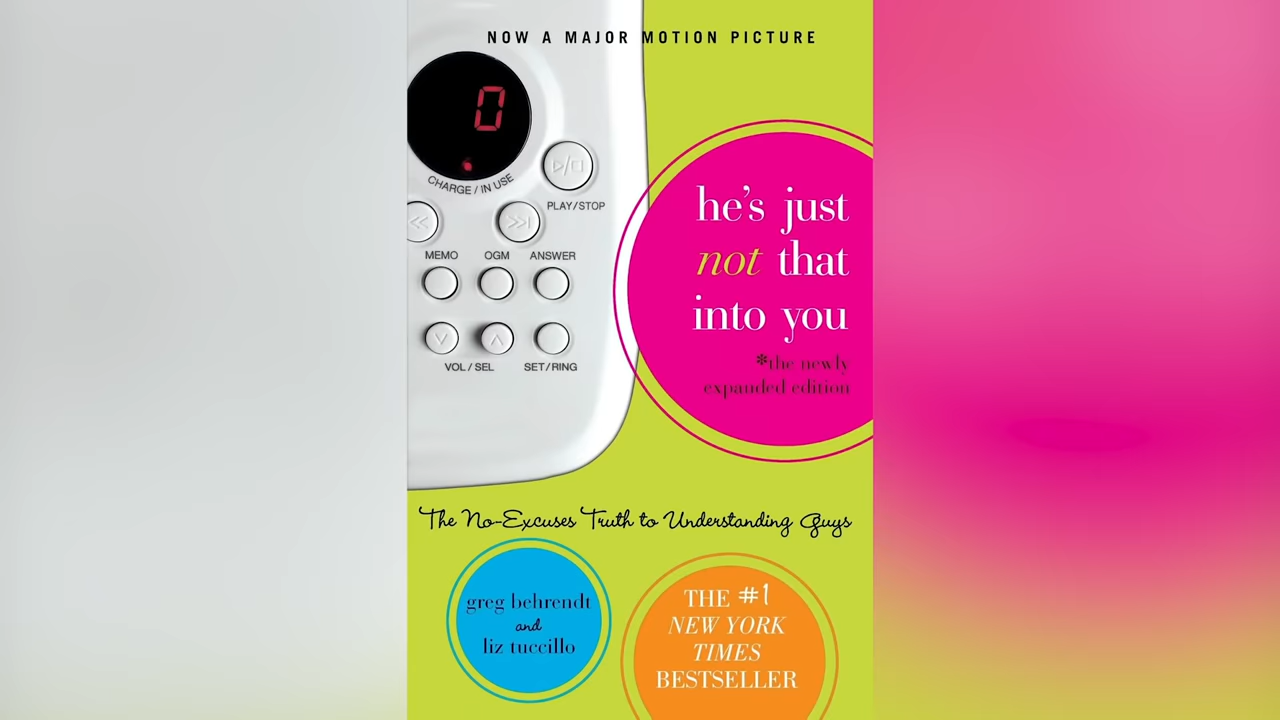 NOW A MAJOR MOTION PICTURE
0
CHARGE / IN USE
PLAY/STOP
MEMO OGM ANSWER
VOL / SEL SET/RING
he's just
not that
into you
*the newly
expanded edition
The No-Excuses Truth to Understanding Guys
greg behrendt
and
liz tuccillo
THE #1
NEW YORK
TIMES
BESTSELLER